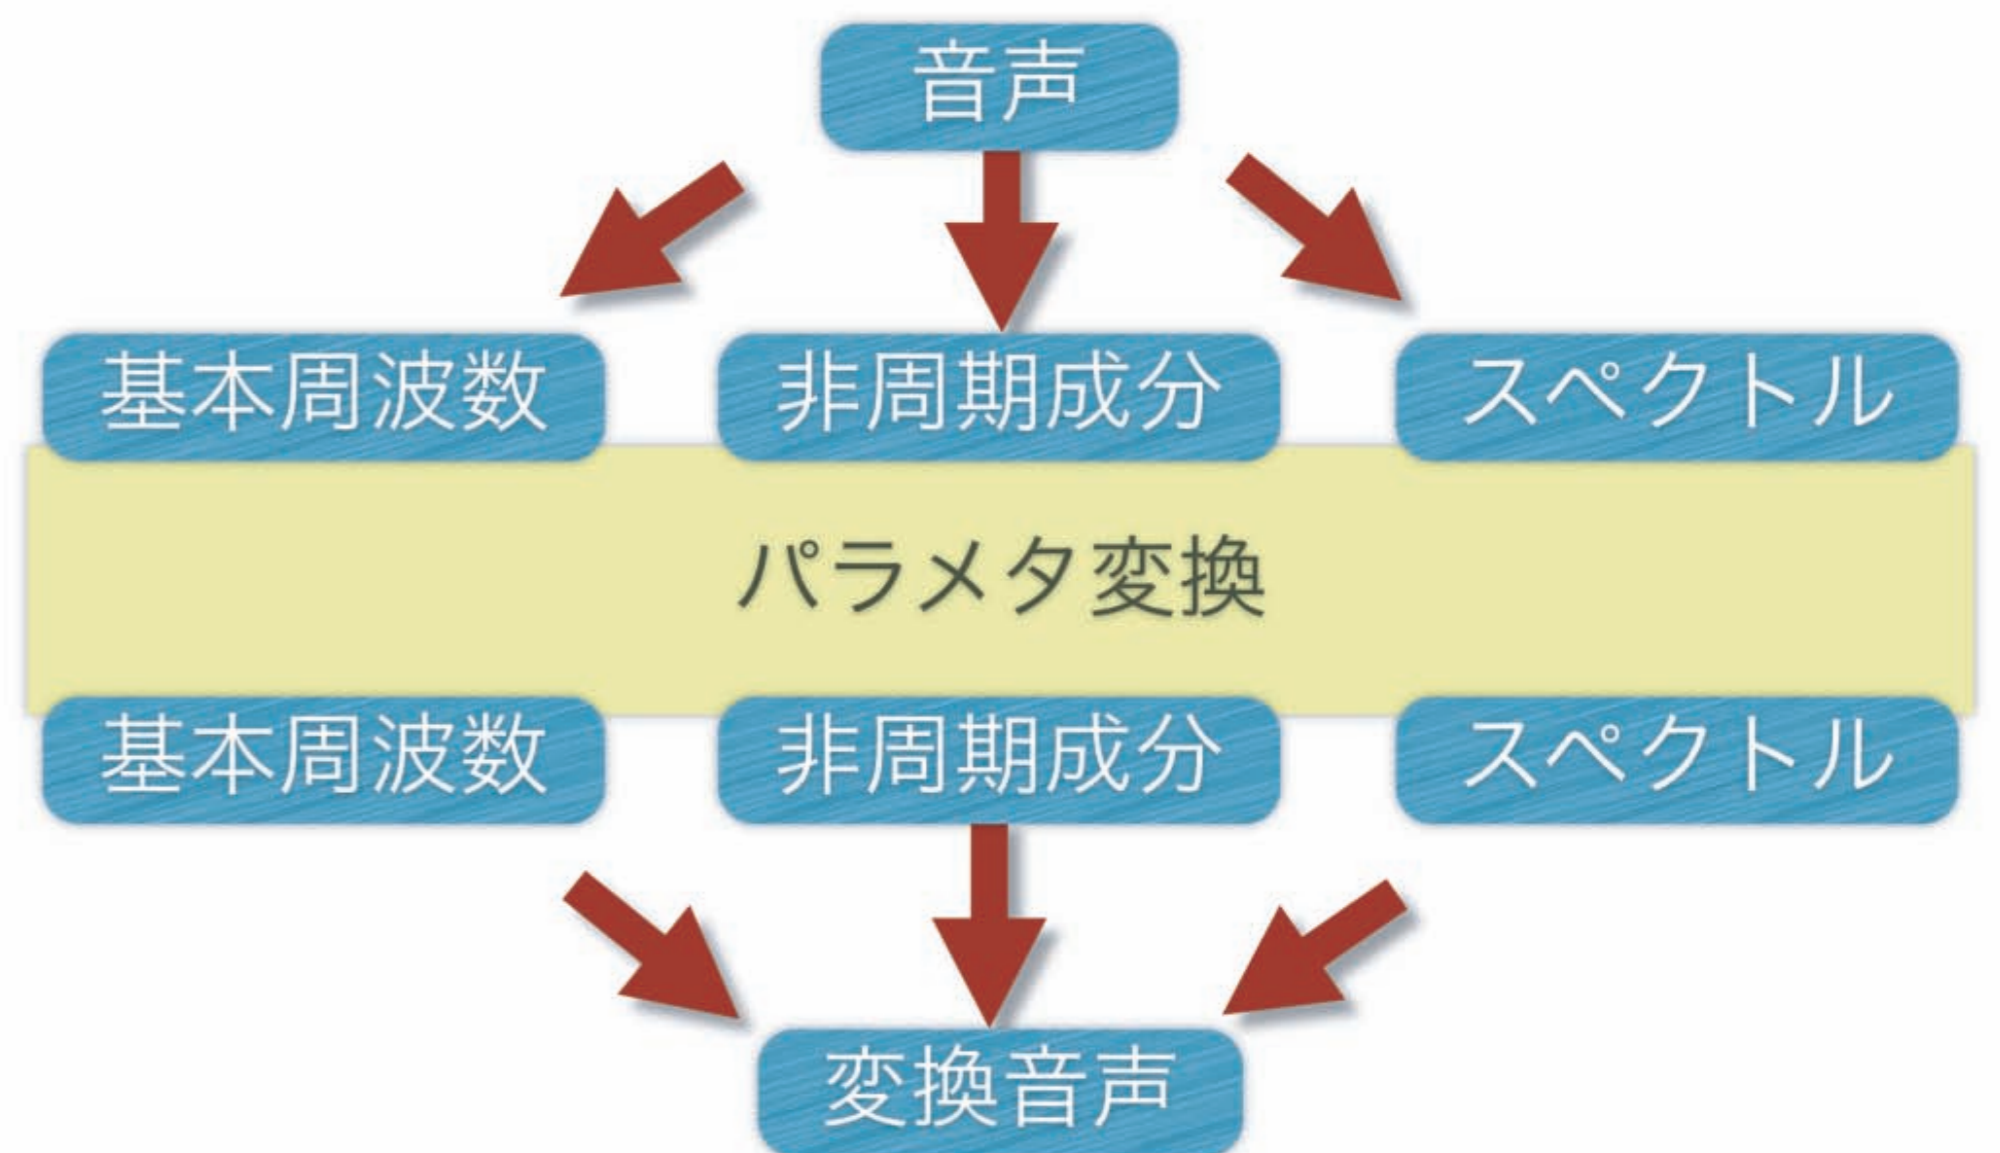 音声
基本周波数 非周期成分 スペクトル
パラメタ変換
基本周波数 非周期成分 スペクトル
変換音声